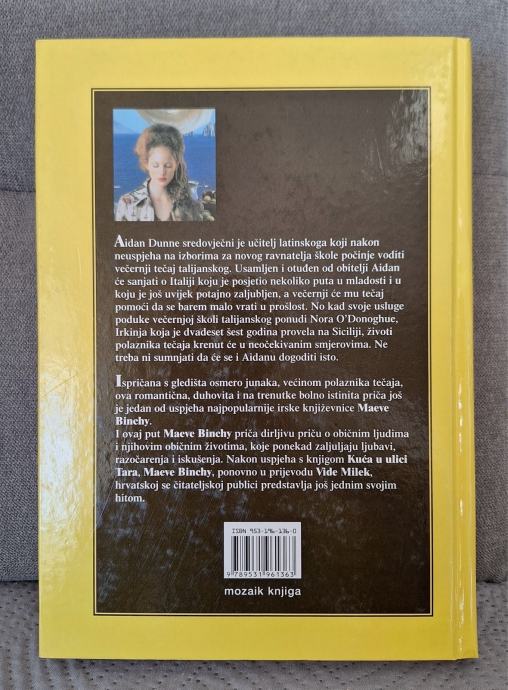 Aidan Dunne sredovječni je učitelj latinskoga koji nakon
neuspjeha na izborima za novog ravnatelja škole počinje voditi
večernji tečaj talijanskog. Usamljen i otuđen od obitelji Aidan
će sanjati o Italiji koju je posjetio nekoliko puta u mladosti i u
koju je još uvijek potajno zaljubljen, a večernji će mu tečaj
pomoći da se barem malo vrati u prošlost. No kad svoje usluge
poduke večernjoj školi talijanskog ponudi Nora O'Donoghue,
Irkinja koja je dvadeset šest godina provela na Siciliji, životi
polaznika tečaja krenut će u neočekivanim smjerovima. Ne
treba ni sumnjati da će se i Aidanu dogoditi isto.
Ispričana s gledišta osmero junaka, većinom polaznika tečaja,
ova romantična, duhovita i na trenutke bolno istinita priča još
je jedan od uspjeha najpopularnije irske književnice Maeve
Binchy.
I ovaj put Maeve Binchy priča dirljivu priču o običnim ljudima
i njihovim običnim životima, koje ponekad zaljuljaju ljubavi,
razočarenja i iskušenja. Nakon uspjeha s knjigom Kuća u ulici
Tara, Maeve Binchy, ponovno u prijevodu Vide Milek,
hrvatskoj se čitateljskoj publici predstavlja još jednim svojim
hitom.
ISBN 953-196-136-0
9 789531 961363
mozaik knjiga